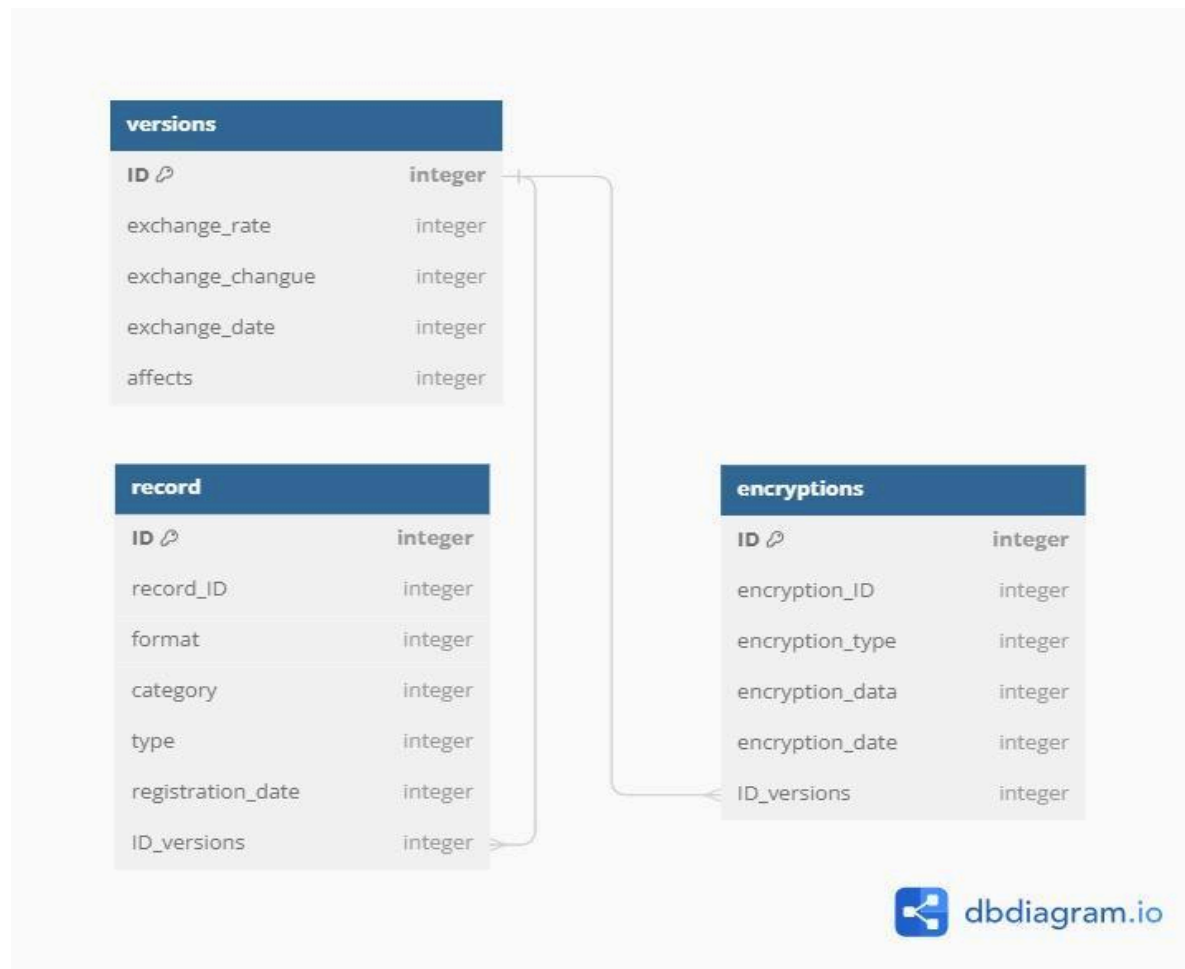 versions
ID integer
exchange_rate integer
exchange_changue integer
exchange_date integer
affects integer
record
ID integer
record_ID integer
format integer
category integer
type integer
registration_date integer
ID_versions integer
encryptions
ID integer
encryption_ID integer
encryption_type integer
encryption_data integer
encryption_date integer
ID_versions integer
dbdiagram.io